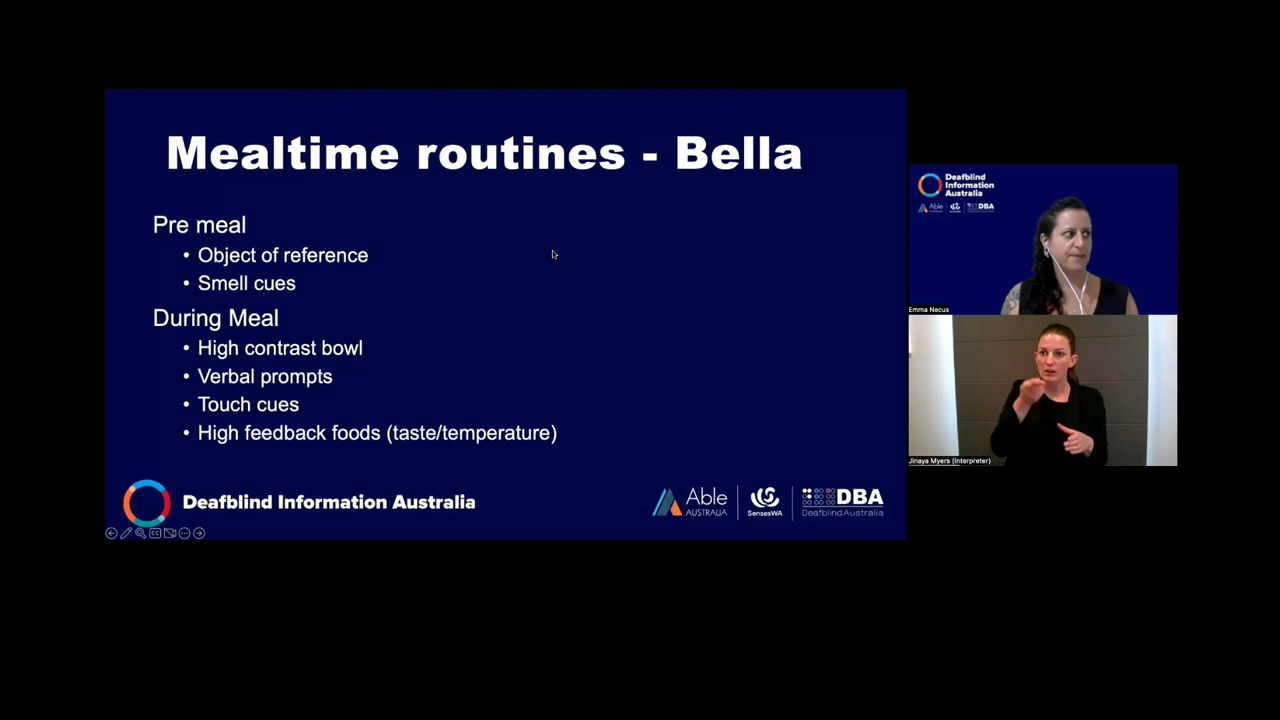 Mealtime routines - Bella
Pre meal
• Object of reference
• Smell cues
During Meal
• High contrast bowl
• Verbal prompts
• Touch cues
• High feedback foods (taste/temperature)
Deafblind Information Australia
Able
AUSTRALIA
SensesWA
DBA
Deafblind Australia
Deafblind
Information
Australia
Able
DBA
Emma Necus
Jinaya Myers (Interpreter)